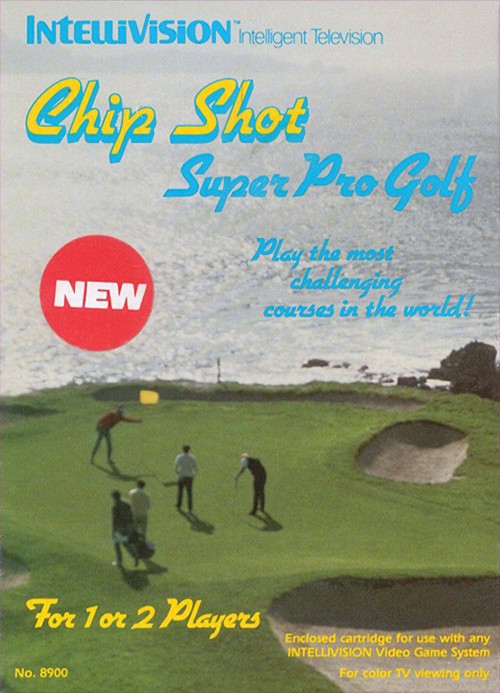 INTELLIVISION™ Intelligent Television
Chip Shot
Super Pro Golf
Play the most
challenging
courses in the world!
NEW
For 1 or 2 Players
Enclosed cartridge for use with any
INTELLIVISION Video Game System
No. 8900
For color TV viewing only